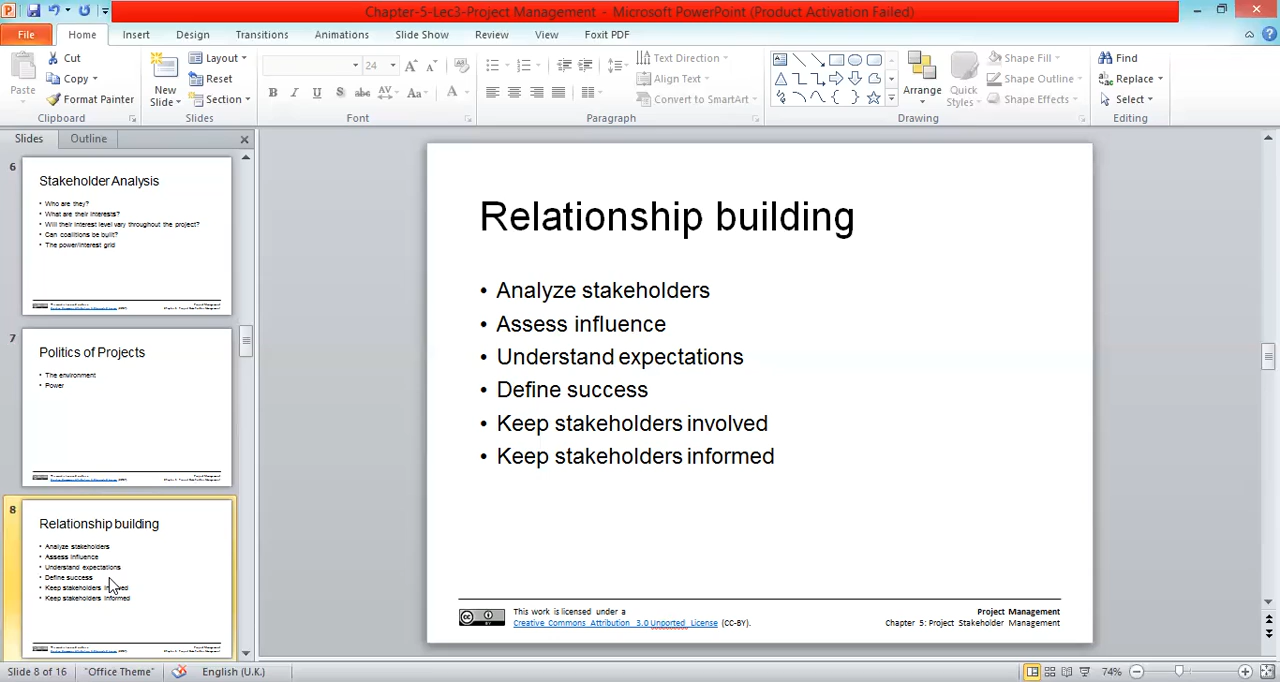 Chapter-5-Lec3-Project Management - Microsoft PowerPoint (Product Activation Failed)
File Home Insert Design Transitions Animations Slide Show Review View Foxit PDF
Paste
Cut
Copy
Format Painter
Clipboard
New Slide
Layout
Reset
Section
Slides
24
B I U S abc AV Aa A
Font
Text Direction
Align Text
Convert to SmartArt
Paragraph
Arrange
Quick Styles
Shape Fill
Shape Outline
Shape Effects
Drawing
Find
Replace
Select
Editing
Slides Outline
6
Stakeholder Analysis
• Who are they?
• What are their interests?
• Will their interest level vary throughout the project?
• Can coalitions be built?
• The power/interest grid
7
Politics of Projects
• The environment
• Power
8
Relationship building
• Analyze stakeholders
• Assess influence
• Understand expectations
• Define success
• Keep stakeholders involved
• Keep stakeholders informed
Relationship building
• Analyze stakeholders
• Assess influence
• Understand expectations
• Define success
• Keep stakeholders involved
• Keep stakeholders informed
This work is licensed under a
Creative Commons Attribution 3.0 Unported License (CC-BY).
Project Management
Chapter 5: Project Stakeholder Management
Slide 8 of 16 "Office Theme" English (U.K.) 74%